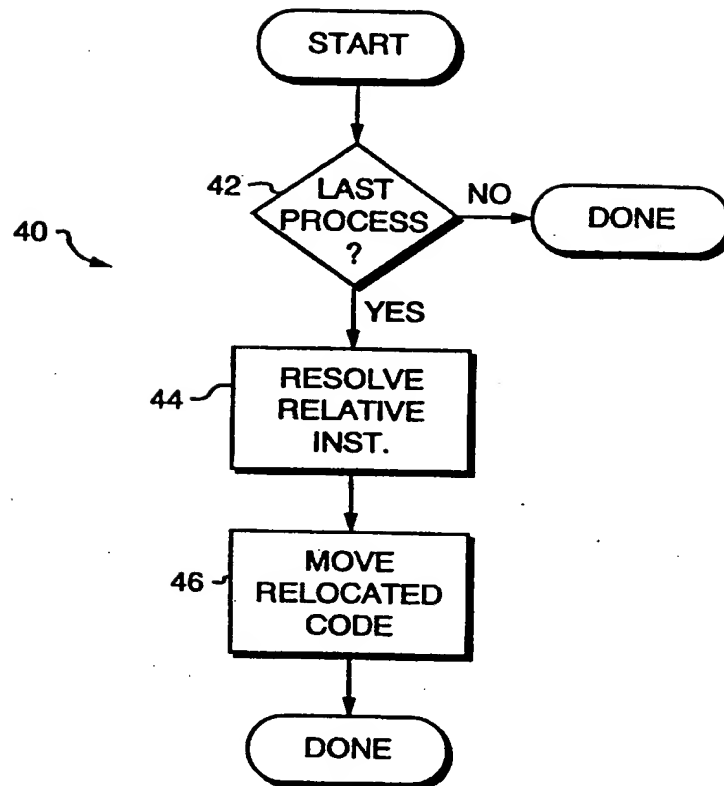 START
42
LAST
PROCESS
?
NO
DONE
40
YES
44
RESOLVE
RELATIVE
INST.
46
MOVE
RELOCATED
CODE
DONE